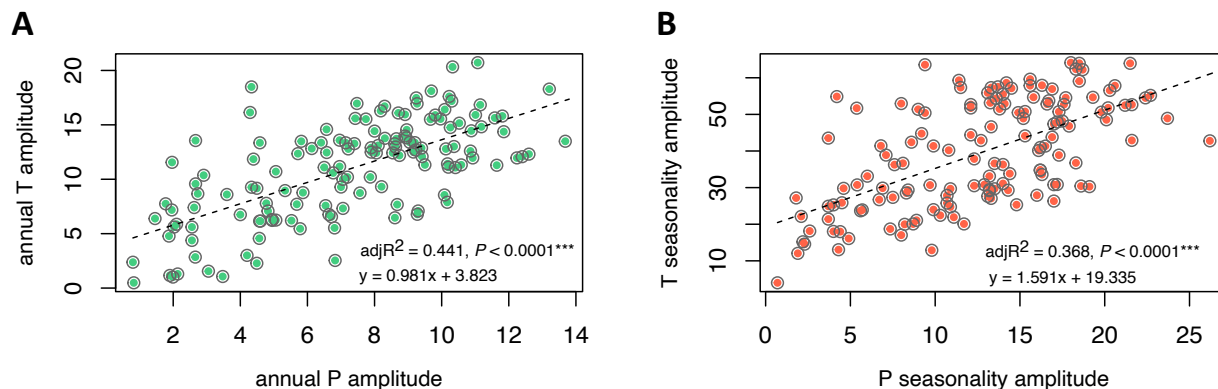 A
B
annual T amplitude
20
15
10
5
0
adjR² = 0.441, P < 0.0001***
y = 0.981x + 3.823
2 4 6 8 10 12 14
annual P amplitude
T seasonality amplitude
50
30
10
adjR² = 0.368, P < 0.0001***
y = 1.591x + 19.335
0 5 10 15 20 25
P seasonality amplitude